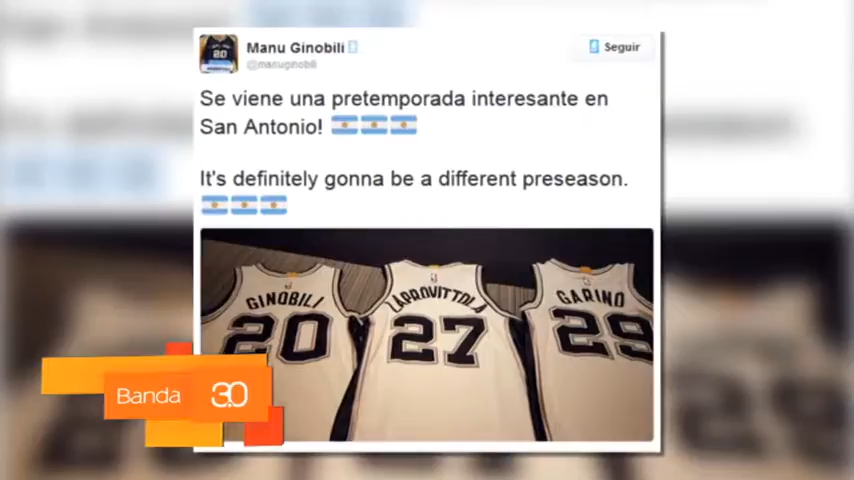 Manu Ginobili
@manuginobili
Seguir
Se viene una pretemporada interesante en
San Antonio!
It's definitely gonna be a different preseason.
GINOBILI
20
LAPROVITTOLA
27
GARINO
29
20
Banda 3.0